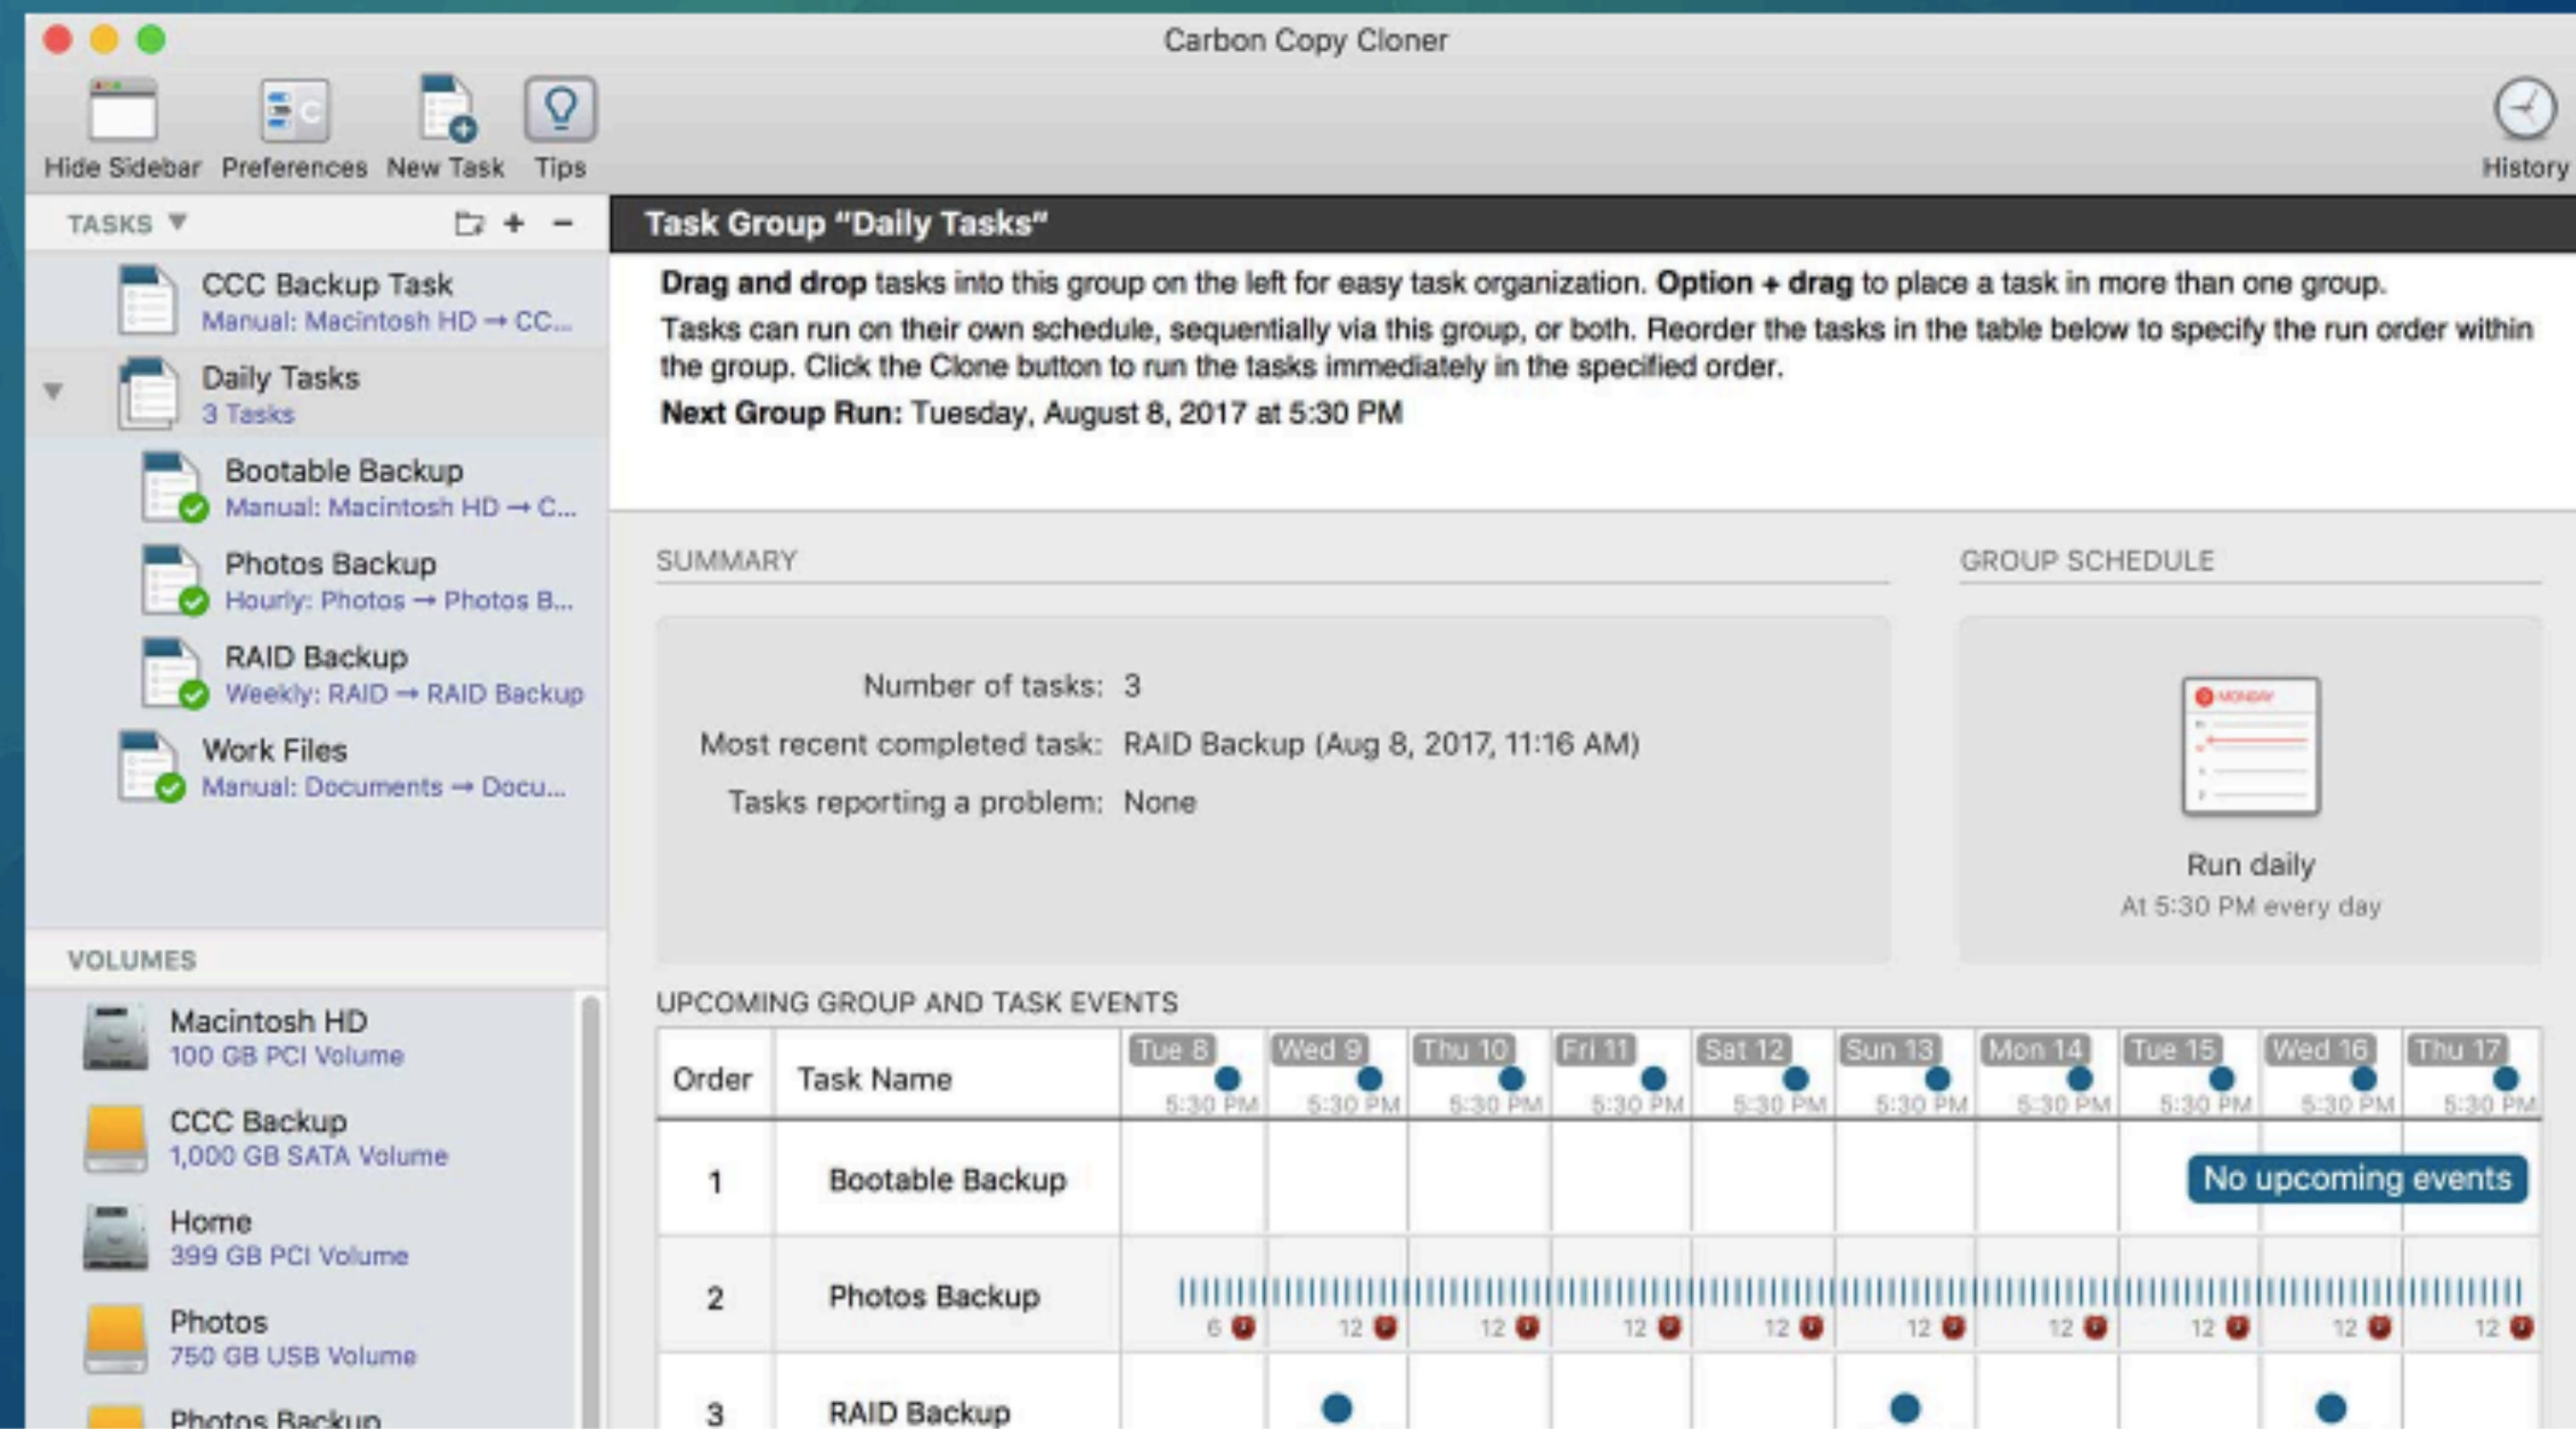 Carbon Copy Cloner
Hide Sidebar Preferences New Task Tips History
TASKS
CCC Backup Task
Manual: Macintosh HD → CC...
Daily Tasks
3 Tasks
Bootable Backup
Manual: Macintosh HD → C...
Photos Backup
Hourly: Photos → Photos B...
RAID Backup
Weekly: RAID → RAID Backup
Work Files
Manual: Documents → Docu...
VOLUMES
Macintosh HD
100 GB PCI Volume
CCC Backup
1,000 GB SATA Volume
Home
399 GB PCI Volume
Photos
750 GB USB Volume
Photos Backup
Task Group “Daily Tasks”
Drag and drop tasks into this group on the left for easy task organization. Option + drag to place a task in more than one group.
Tasks can run on their own schedule, sequentially via this group, or both. Reorder the tasks in the table below to specify the run order within
the group. Click the Clone button to run the tasks immediately in the specified order.
Next Group Run: Tuesday, August 8, 2017 at 5:30 PM
SUMMARY
Number of tasks: 3
Most recent completed task: RAID Backup (Aug 8, 2017, 11:16 AM)
Tasks reporting a problem: None
GROUP SCHEDULE
MONDAY
Run daily
At 5:30 PM every day
UPCOMING GROUP AND TASK EVENTS
Order Task Name Tue 8 Wed 9 Thu 10 Fri 11 Sat 12 Sun 13 Mon 14 Tue 15 Wed 16 Thu 17
5:30 PM 5:30 PM 5:30 PM 5:30 PM 5:30 PM 5:30 PM 5:30 PM 5:30 PM 5:30 PM 5:30 PM
1 Bootable Backup No upcoming events
2 Photos Backup
6 12 12 12 12 12 12 12 12 12
3 RAID Backup